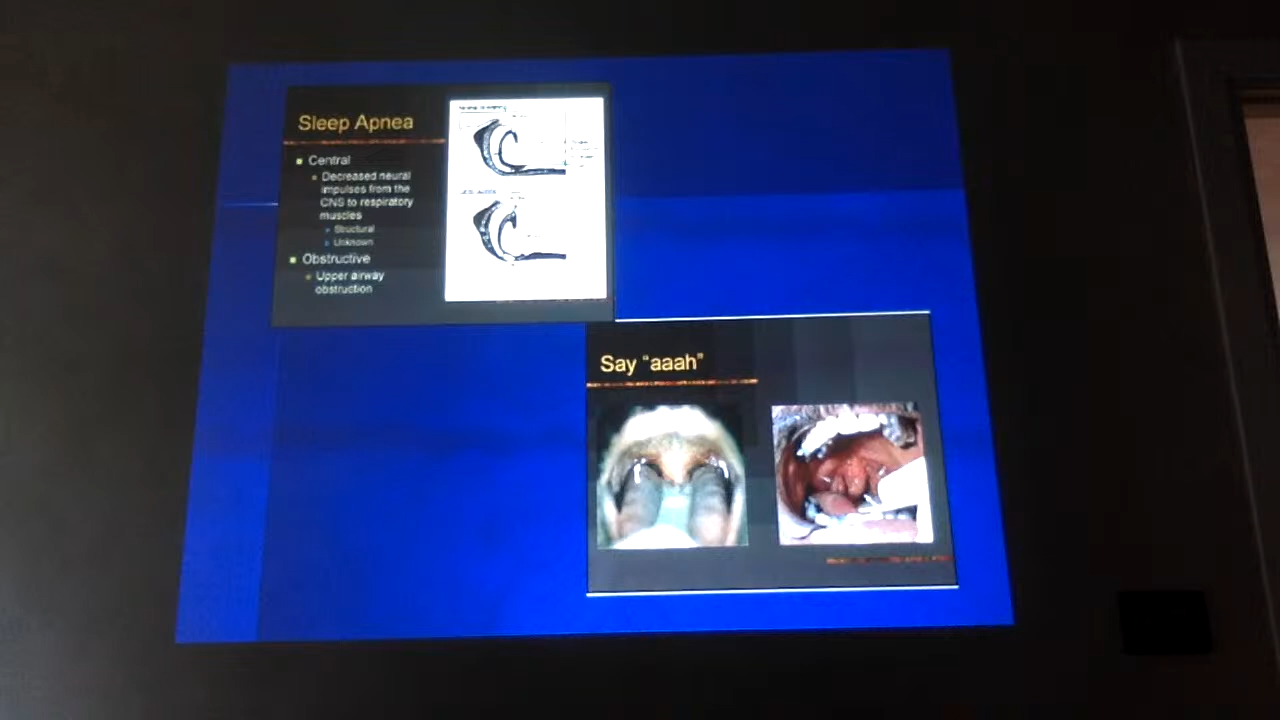 Sleep Apnea
Central
Decreased neural
impulses from the
CNS to respiratory
muscles
Structural
Unknown
Obstructive
Upper airway
obstruction
Say “aaah”